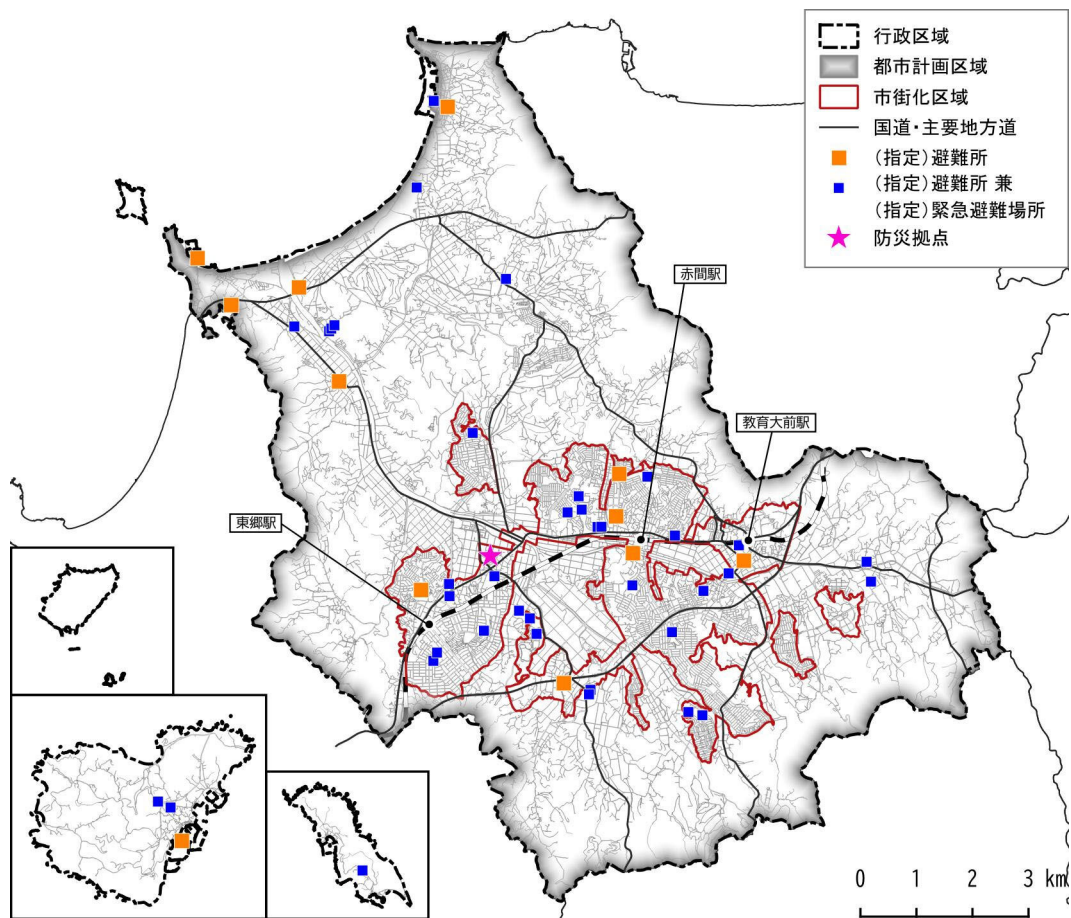 行政区域
都市計画区域
市街化区域
国道・主要地方道
（指定）避難所
（指定）避難所 兼
（指定）緊急避難場所
防災拠点
赤間駅
教育大前駅
東郷駅
0 1 2 3 km